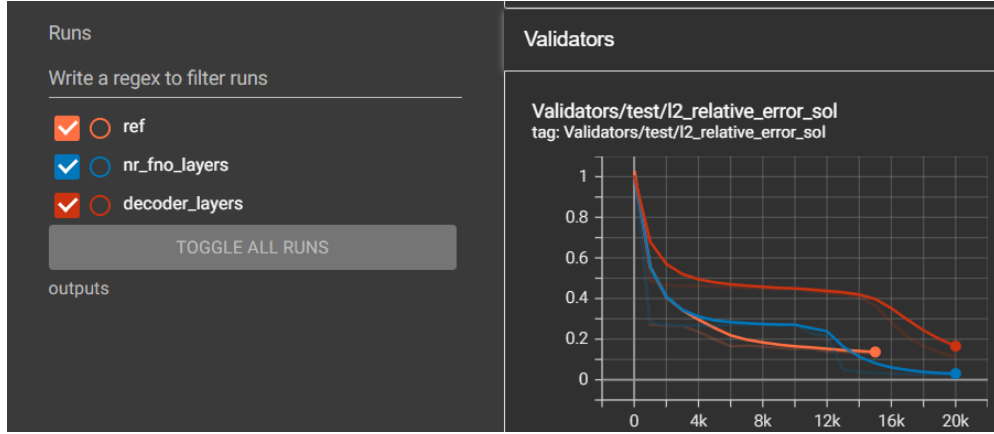 Runs
Write a regex to filter runs
ref
nr_fno_layers
decoder_layers
TOGGLE ALL RUNS
outputs
Validators
Validators/test/l2_relative_error_sol
tag: Validators/test/l2_relative_error_sol
1
0.8
0.6
0.4
0.2
0
0 4k 8k 12k 16k 20k